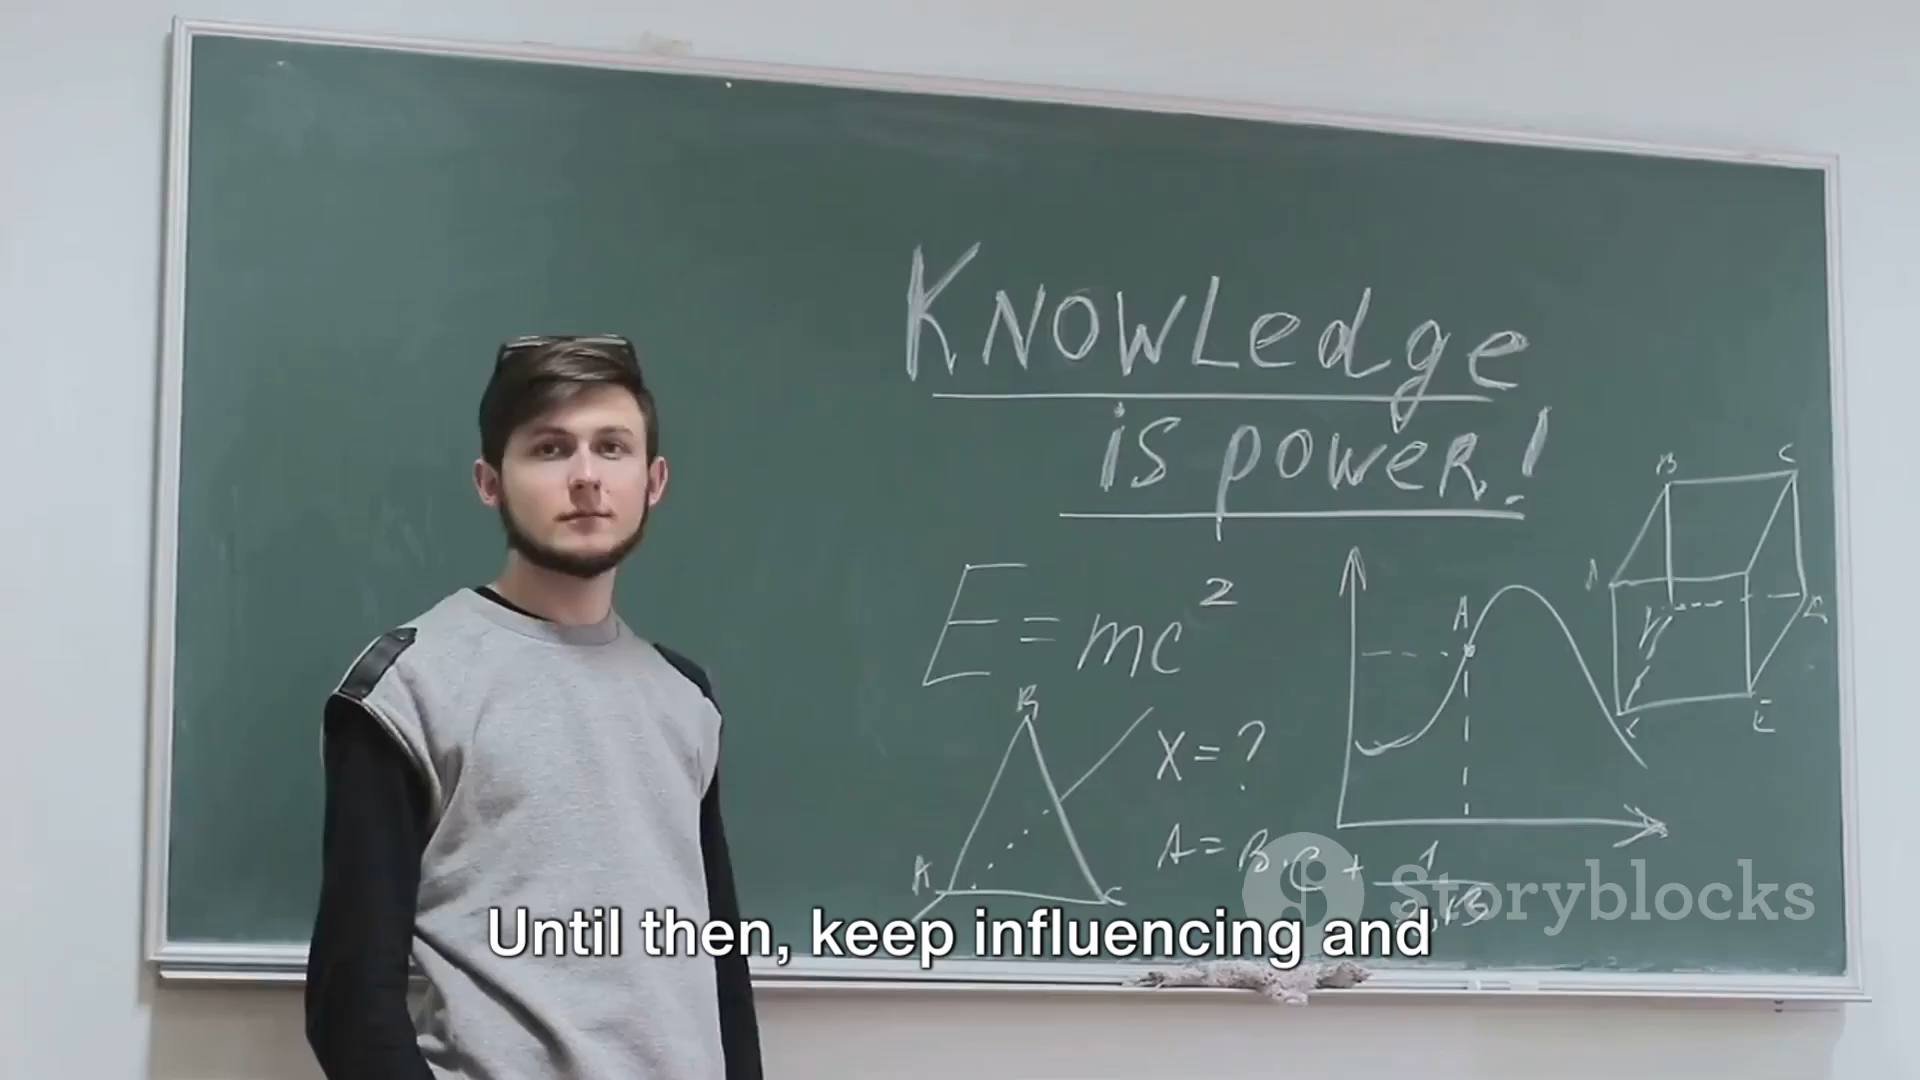 Knowledge
is power!
E = mc²
B
X = ?
A
C
A = B · C +
A
B
C
A
E
Storyblocks
Until then, keep influencing and